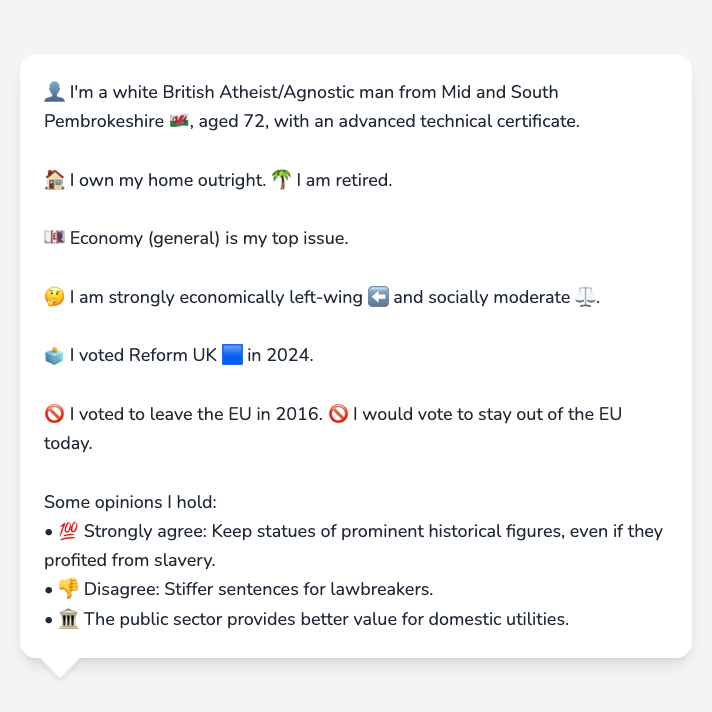 👤 I'm a white British Atheist/Agnostic man from Mid and South
Pembrokeshire 🏴󠁧󠁢󠁷󠁬󠁳󠁿, aged 72, with an advanced technical certificate.
🏠 I own my home outright. 🌴 I am retired.
💷 Economy (general) is my top issue.
🤔 I am strongly economically left-wing ⬅️ and socially moderate ⚖️.
🗳️ I voted Reform UK 🟦 in 2024.
🚫 I voted to leave the EU in 2016. 🚫 I would vote to stay out of the EU
today.
Some opinions I hold:
• 💯 Strongly agree: Keep statues of prominent historical figures, even if they
profited from slavery.
• 👎 Disagree: Stiffer sentences for lawbreakers.
• 🏛️ The public sector provides better value for domestic utilities.